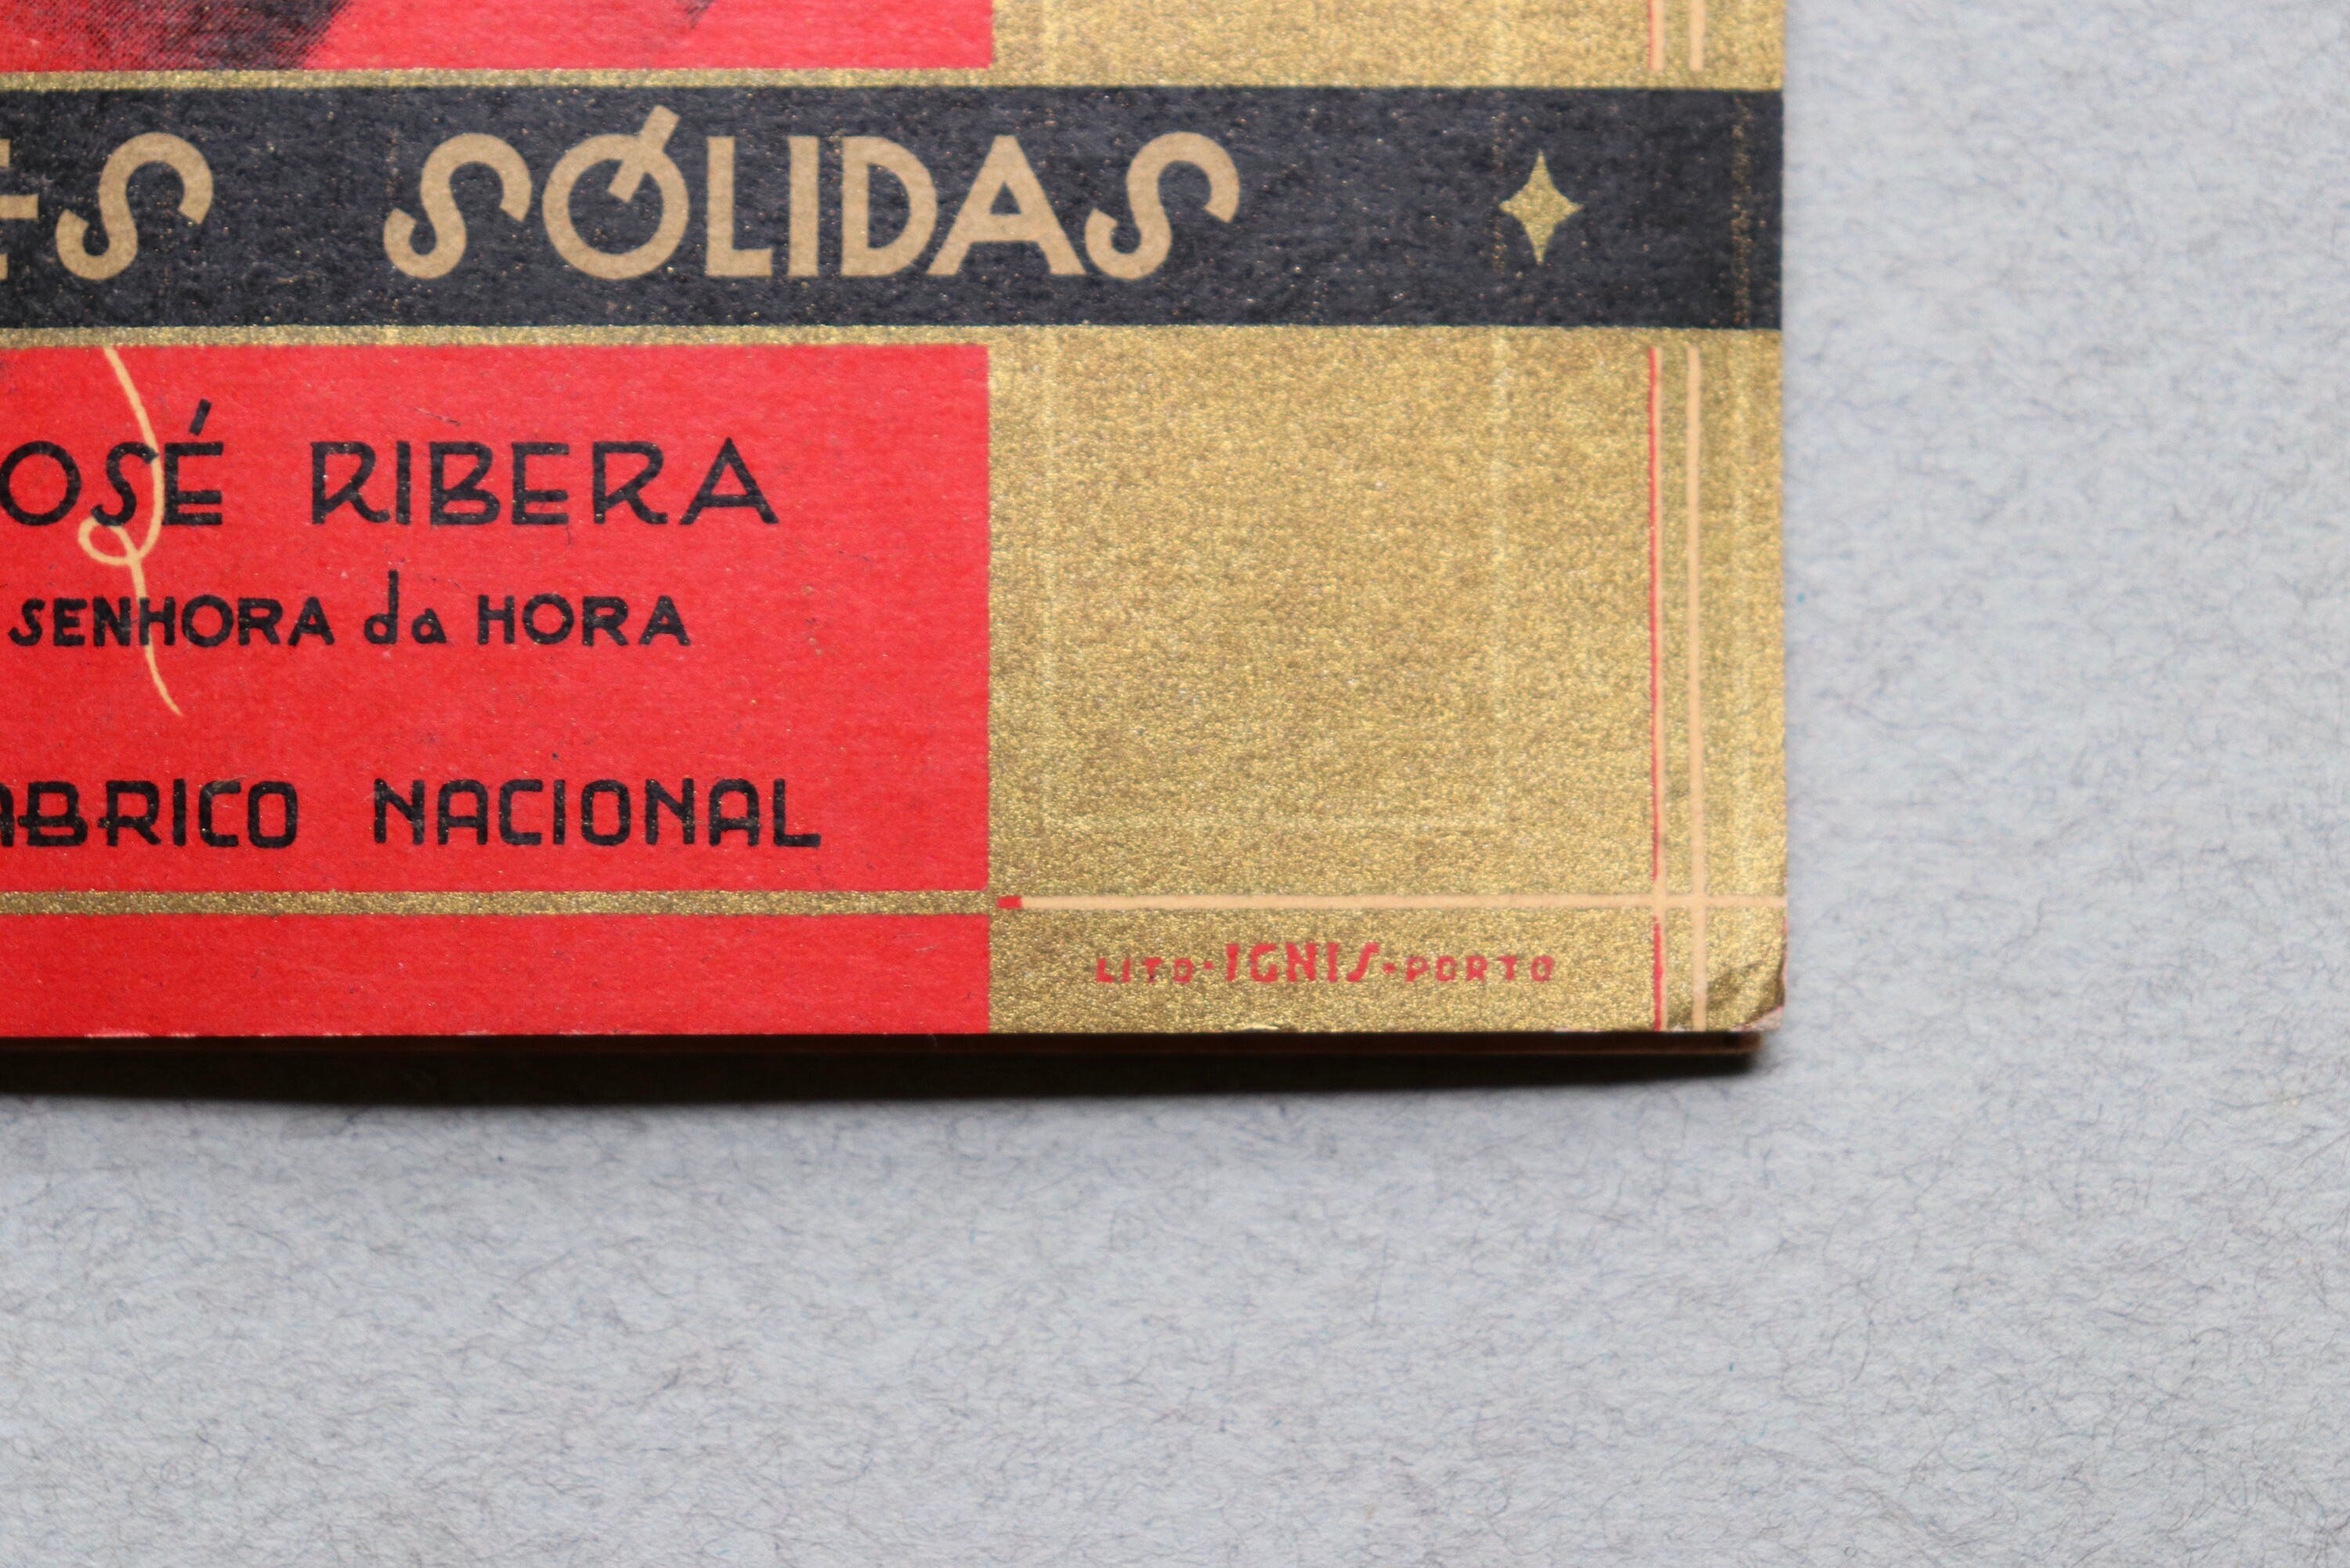 ES SÓLIDAS
OSÉ RIBERA
SENHORA da HORA
ABRICO NACIONAL
LITO-IGNIS-PORTO